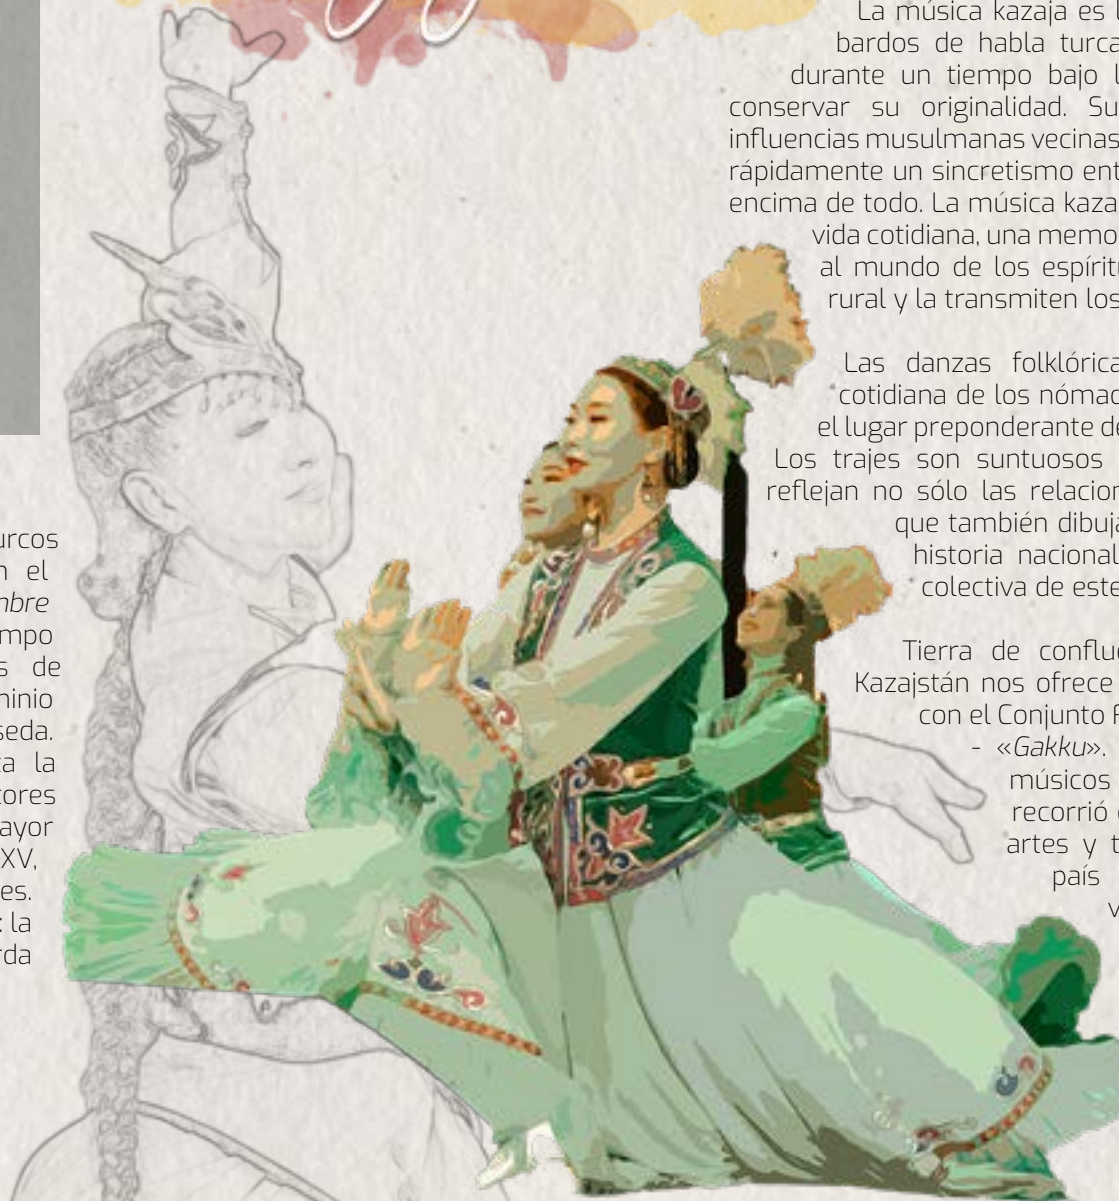 urcos
n el
mbre
mpo
s de
minio
seda.
za la
tores
ayor
XV,
es.
: la
rda
La música kazaja es l
bardos de habla turca
durante un tiempo bajo l
conservar su originalidad. Su
influencias musulmanas vecinas
rápidamente un sincretismo ent
encima de todo. La música kaza
vida cotidiana, una memo
al mundo de los espírit
rural y la transmiten los
Las danzas folklórica
cotidiana de los nómad
el lugar preponderante de
Los trajes son suntuosos
reflejan no sólo las relacion
que también dibuja
historia nacional
colectiva de este
Tierra de conflue
Kazajstán nos ofrece
con el Conjunto F
- «Gakku».
músicos
recorrió
artes y t
país
v